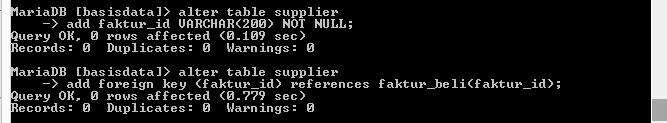 MariaDB [basisdata]> alter table supplier
-> add faktur_id VARCHAR(200) NOT NULL;
Query OK, 0 rows affected (0.109 sec)
Records: 0  Duplicates: 0  Warnings: 0
MariaDB [basisdata]> alter table supplier
-> add foreign key (faktur_id) references faktur_beli(faktur_id);
Query OK, 0 rows affected (0.779 sec)
Records: 0  Duplicates: 0  Warnings: 0